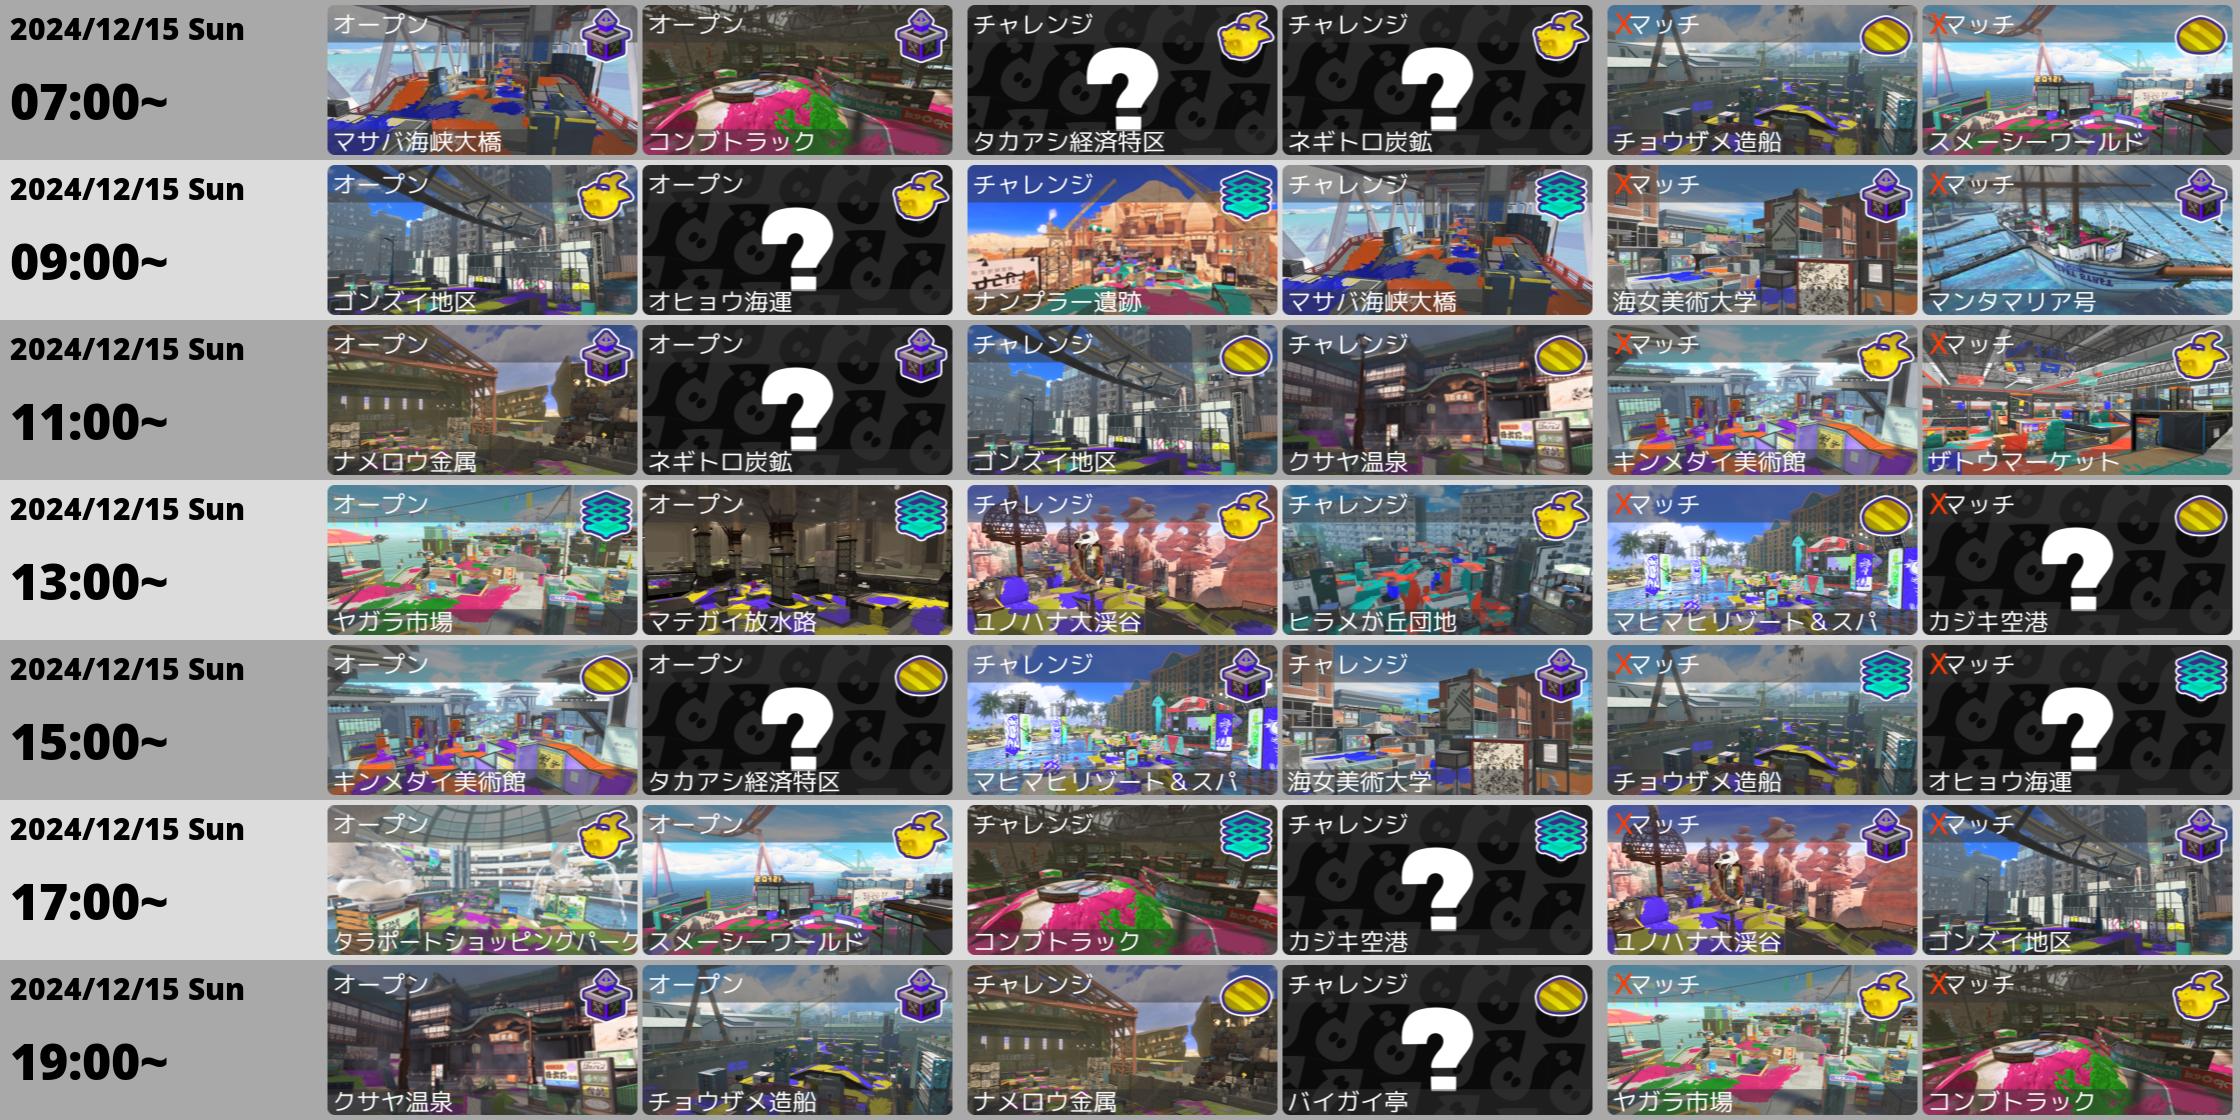 2024/12/15 Sun
07:00~
オープン
マサバ海峡大橋
オープン
コンブトラック
チャレンジ
タカアシ経済特区
チャレンジ
ネギトロ炭鉱
Xマッチ
チョウザメ造船
Xマッチ
スメーシーワールド
2024/12/15 Sun
09:00~
オープン
ゴンズイ地区
オープン
オヒョウ海運
チャレンジ
ナンプラー遺跡
チャレンジ
マサバ海峡大橋
Xマッチ
海女美術大学
Xマッチ
マンタマリア号
2024/12/15 Sun
11:00~
オープン
ナメロウ金属
オープン
ネギトロ炭鉱
チャレンジ
ゴンズイ地区
チャレンジ
クサヤ温泉
Xマッチ
キンメダイ美術館
Xマッチ
ザトウマーケット
2024/12/15 Sun
13:00~
オープン
ヤガラ市場
オープン
マテガイ放水路
チャレンジ
ユノハナ大渓谷
チャレンジ
ヒラメが丘団地
Xマッチ
マヒマヒリゾート&スパ
Xマッチ
カジキ空港
2024/12/15 Sun
15:00~
オープン
キンメダイ美術館
オープン
タカアシ経済特区
チャレンジ
マヒマヒリゾート&スパ
チャレンジ
海女美術大学
Xマッチ
チョウザメ造船
Xマッチ
オヒョウ海運
2024/12/15 Sun
17:00~
オープン
タラポートショッピングパーク
オープン
スメーシーワールド
チャレンジ
コンブトラック
チャレンジ
カジキ空港
Xマッチ
ユノハナ大渓谷
Xマッチ
ゴンズイ地区
2024/12/15 Sun
19:00~
オープン
クサヤ温泉
オープン
チョウザメ造船
チャレンジ
ナメロウ金属
チャレンジ
バイガイ亭
Xマッチ
ヤガラ市場
Xマッチ
コンブトラック